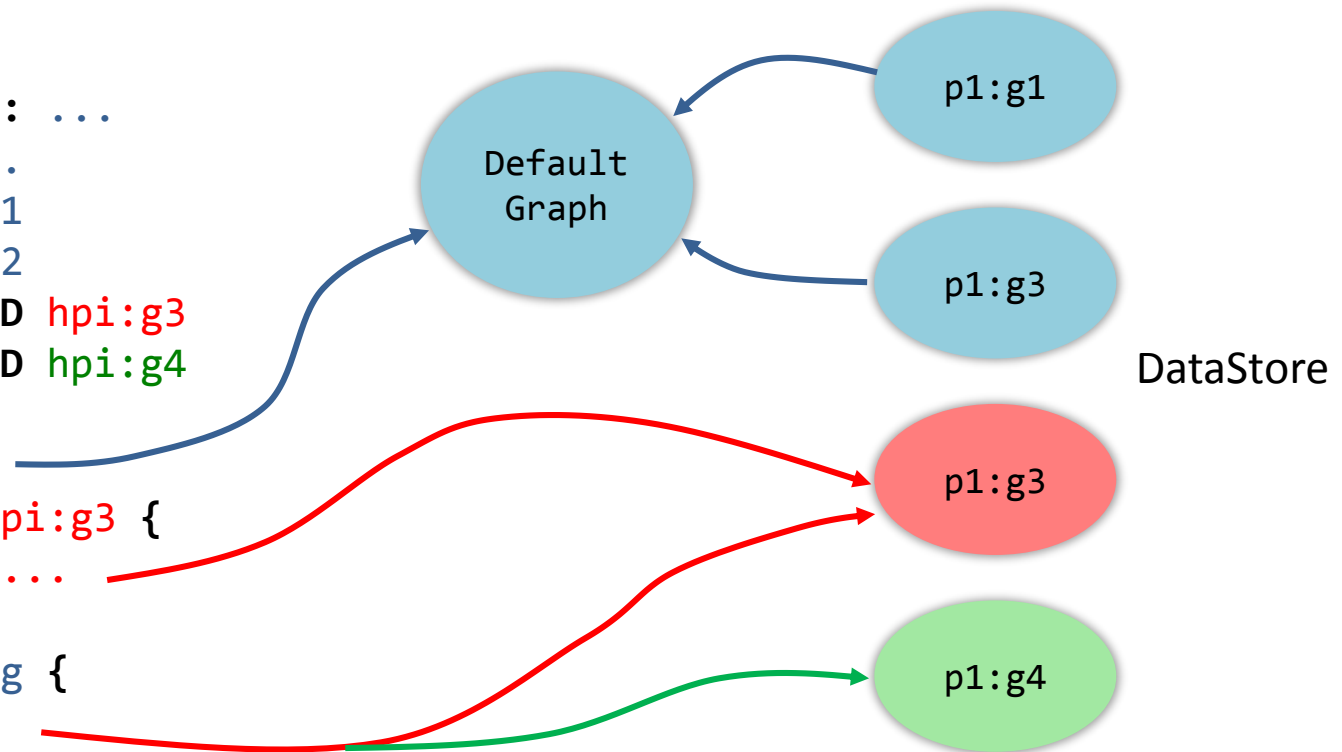 : ...
.
1
2
D hpi:g3
D hpi:g4
pi:g3 {
...
g {
Default
Graph
p1:g1
p1:g3
DataStore
p1:g3
p1:g4